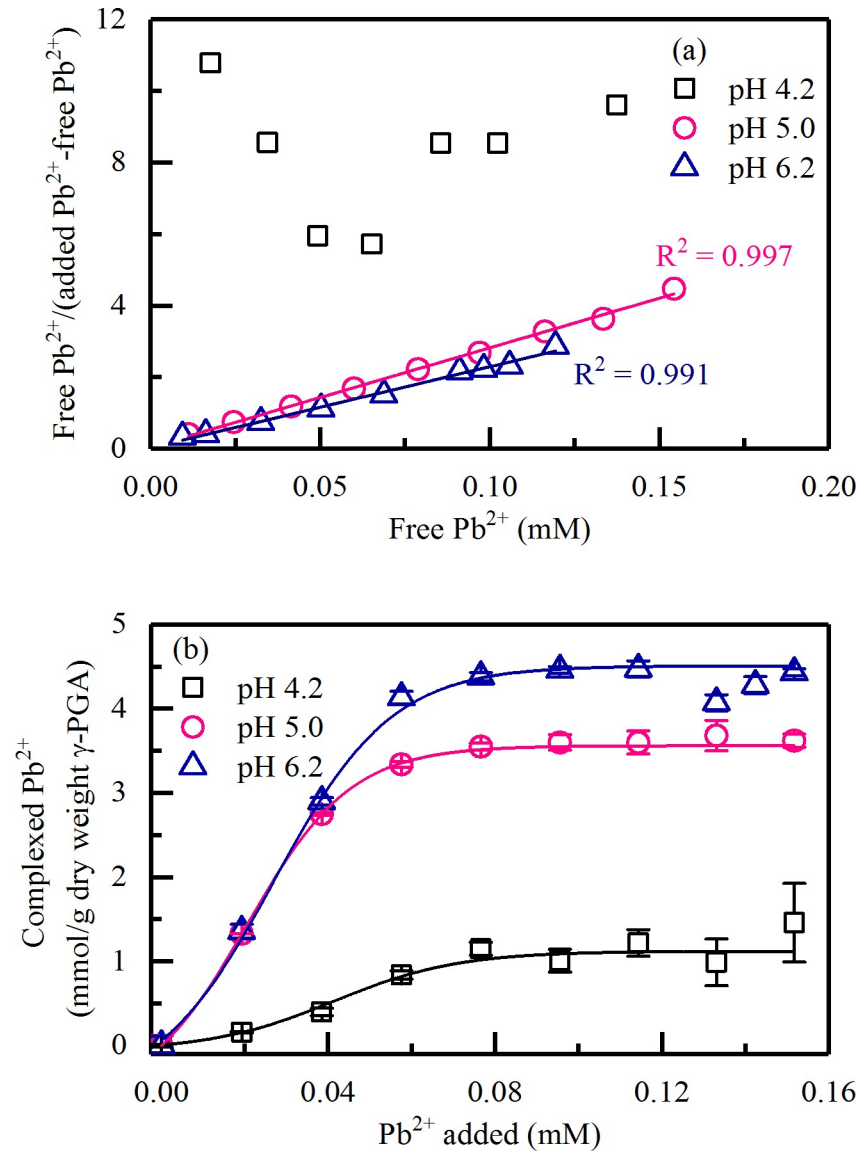 12
(a)
pH 4.2
pH 5.0
pH 6.2
8
R² = 0.997
4
R² = 0.991
0
0.00 0.05 0.10 0.15 0.20
Free Pb²⁺/(added Pb²⁺-free Pb²⁺)
Free Pb²⁺ (mM)
5
(b)
pH 4.2
pH 5.0
pH 6.2
4
3
2
1
0
0.00 0.04 0.08 0.12 0.16
Complexed Pb²⁺
(mmol/g dry weight γ-PGA)
Pb²⁺ added (mM)